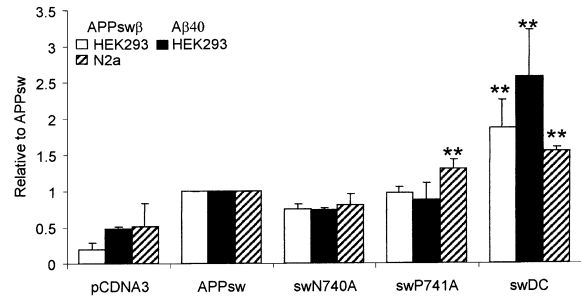 3.5
3
2.5
2
1.5
1
0.5
0
Relative to APPsw
APPswβ Aβ40
HEK293 HEK293
N2a
**
**
**
**
pCDNA3 APPsw swN740A swP741A swDC